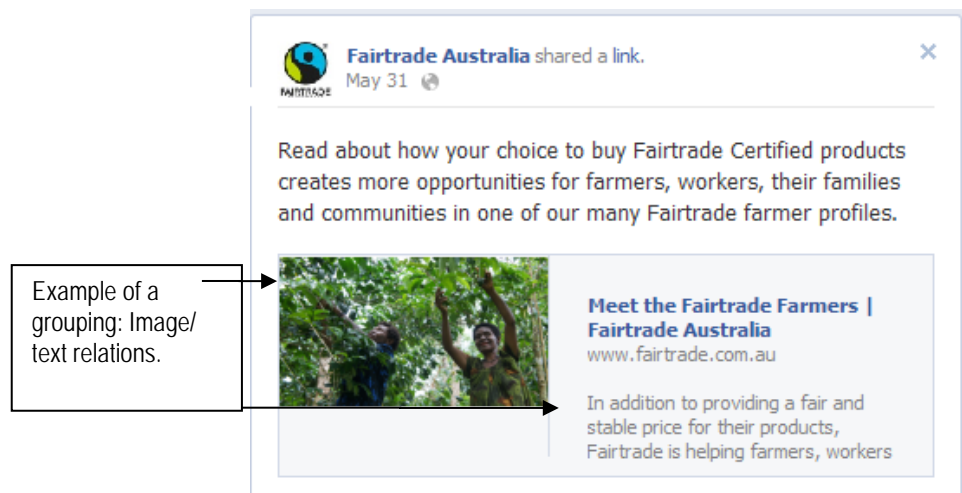 Fairtrade Australia shared a link.
May 31
FAIRTRADE
Read about how your choice to buy Fairtrade Certified products
creates more opportunities for farmers, workers, their families
and communities in one of our many Fairtrade farmer profiles.
Example of a
grouping: Image/
text relations.
Meet the Fairtrade Farmers |
Fairtrade Australia
www.fairtrade.com.au
In addition to providing a fair and
stable price for their products,
Fairtrade is helping farmers, workers